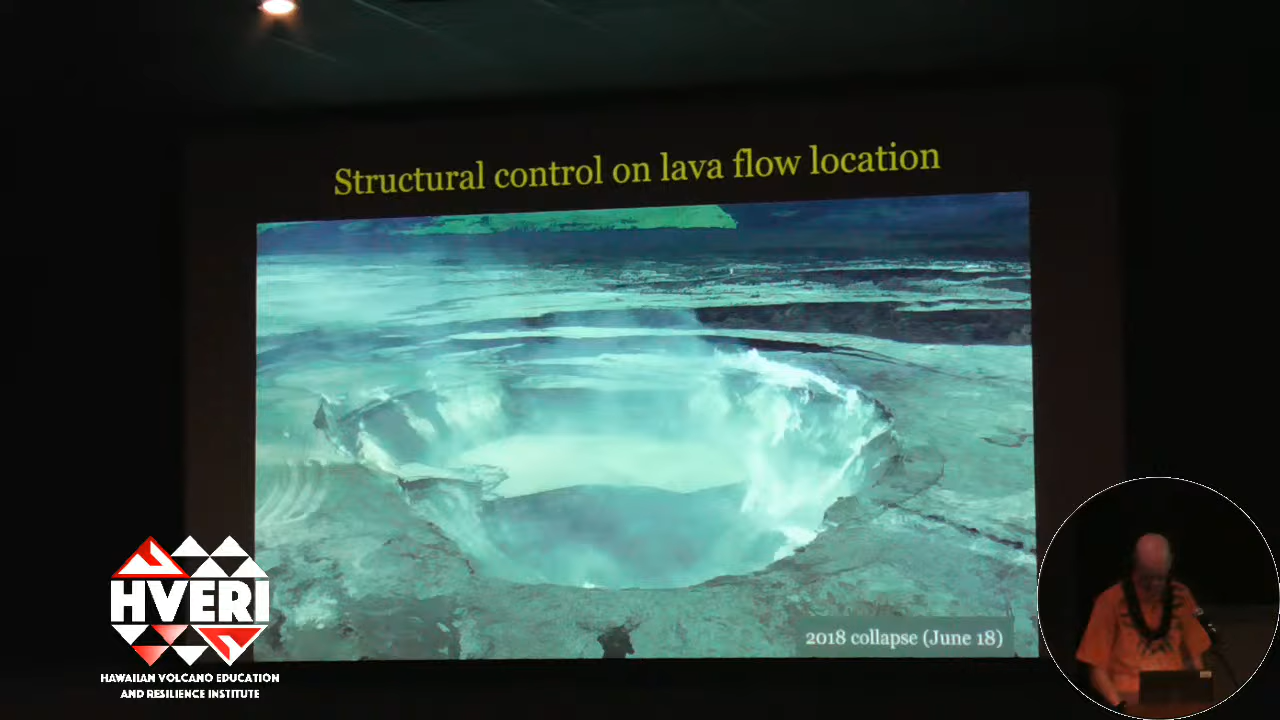 Structural control on lava flow location
2018 collapse (June 18)
HVERI
HAWAIIAN VOLCANO EDUCATION
AND RESILIENCE INSTITUTE